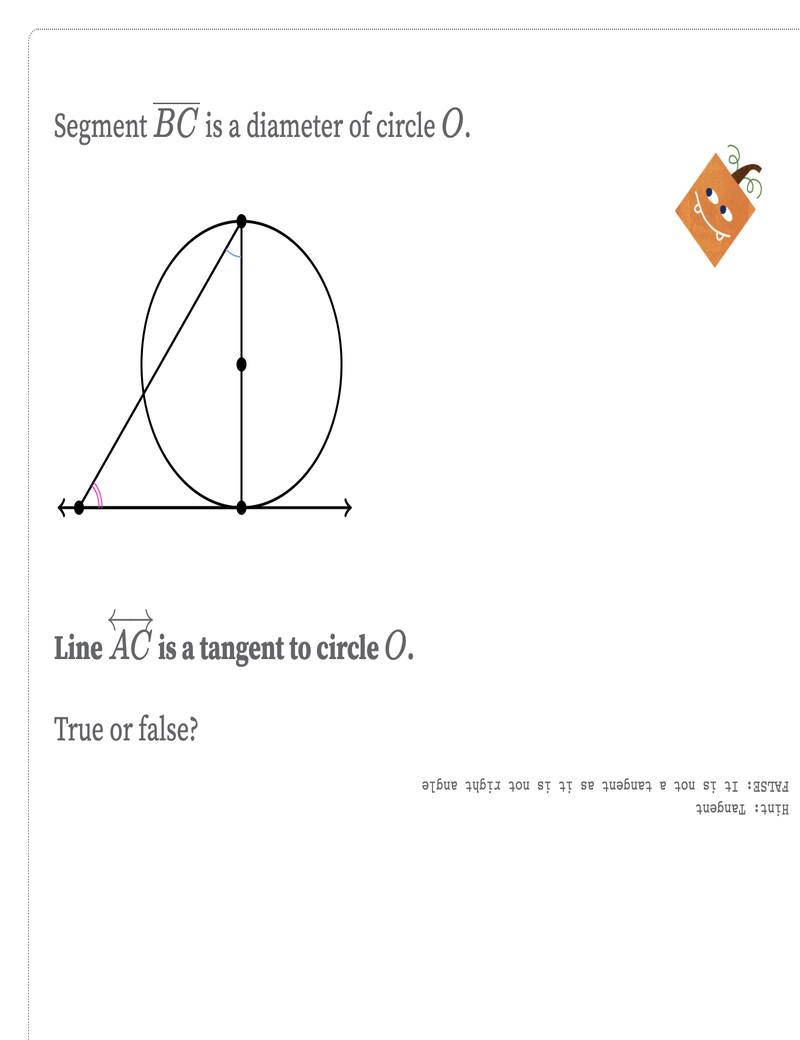 Segment $\overline{BC}$ is a diameter of circle $O$.
Line $\overleftrightarrow{AC}$ is a tangent to circle $O$.
True or false?
Hint: Tangent
FALSE: It is not a tangent as it is not right angle